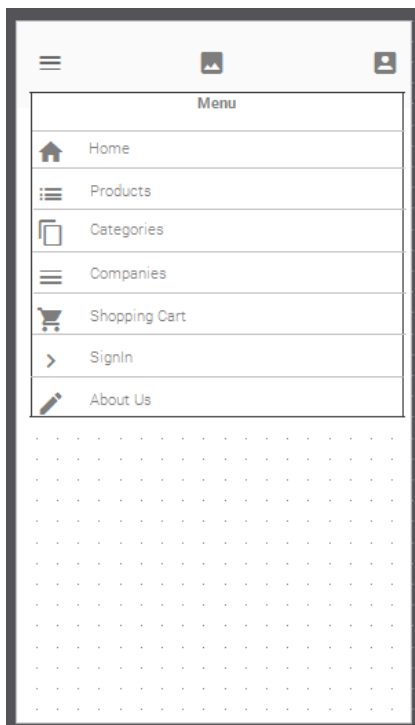 Menu
Home
Products
Categories
Companies
Shopping Cart
SignIn
About Us